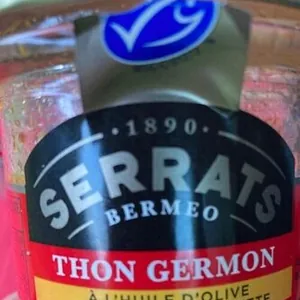 ·1890·
SERRATS
BERMEO
THON GERMON
À L'HUILE D'OLIVE